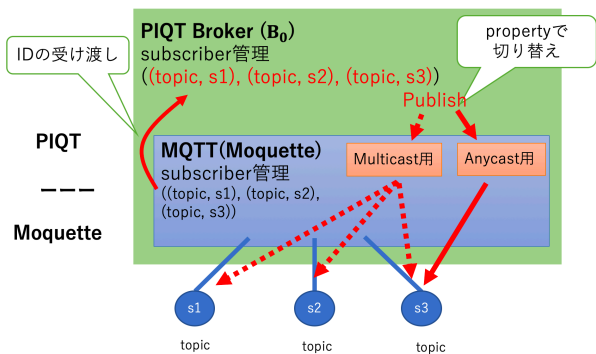 PIQT Broker (B₀)
subscriber管理
((topic, s1), (topic, s2), (topic, s3))
IDの受け渡し
propertyで
切り替え
Publish
PIQT
Moquette
MQTT(Moquette)
subscriber管理
((topic, s1), (topic, s2),
(topic, s3))
Multicast用
Anycast用
s1
s2
s3
topic
topic
topic